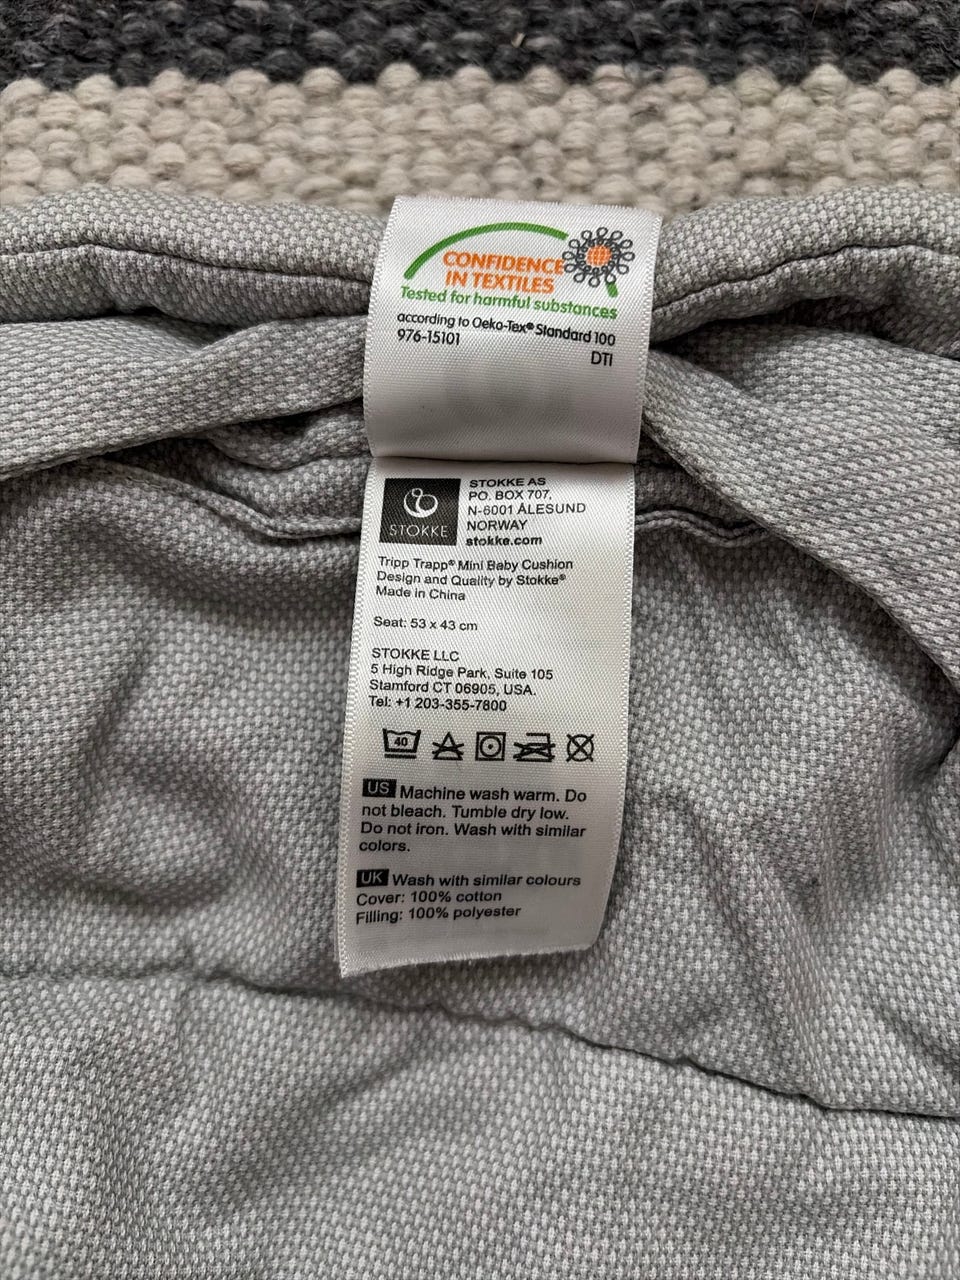 CONFIDENCE
IN TEXTILES
Tested for harmful substances
according to Oeko-Tex® Standard 100
976-15101
DTI
STOKKE
STOKKE AS
PO. BOX 707,
N-6001 ÅLESUND
NORWAY
stokke.com
Tripp Trapp® Mini Baby Cushion
Design and Quality by Stokke®
Made in China
Seat: 53 x 43 cm
STOKKE LLC
5 High Ridge Park, Suite 105
Stamford CT 06905, USA.
Tel: +1 203-355-7800
40
US Machine wash warm. Do
not bleach. Tumble dry low.
Do not iron. Wash with similar
colors.
UK Wash with similar colours
Cover: 100% cotton
Filling: 100% polyester